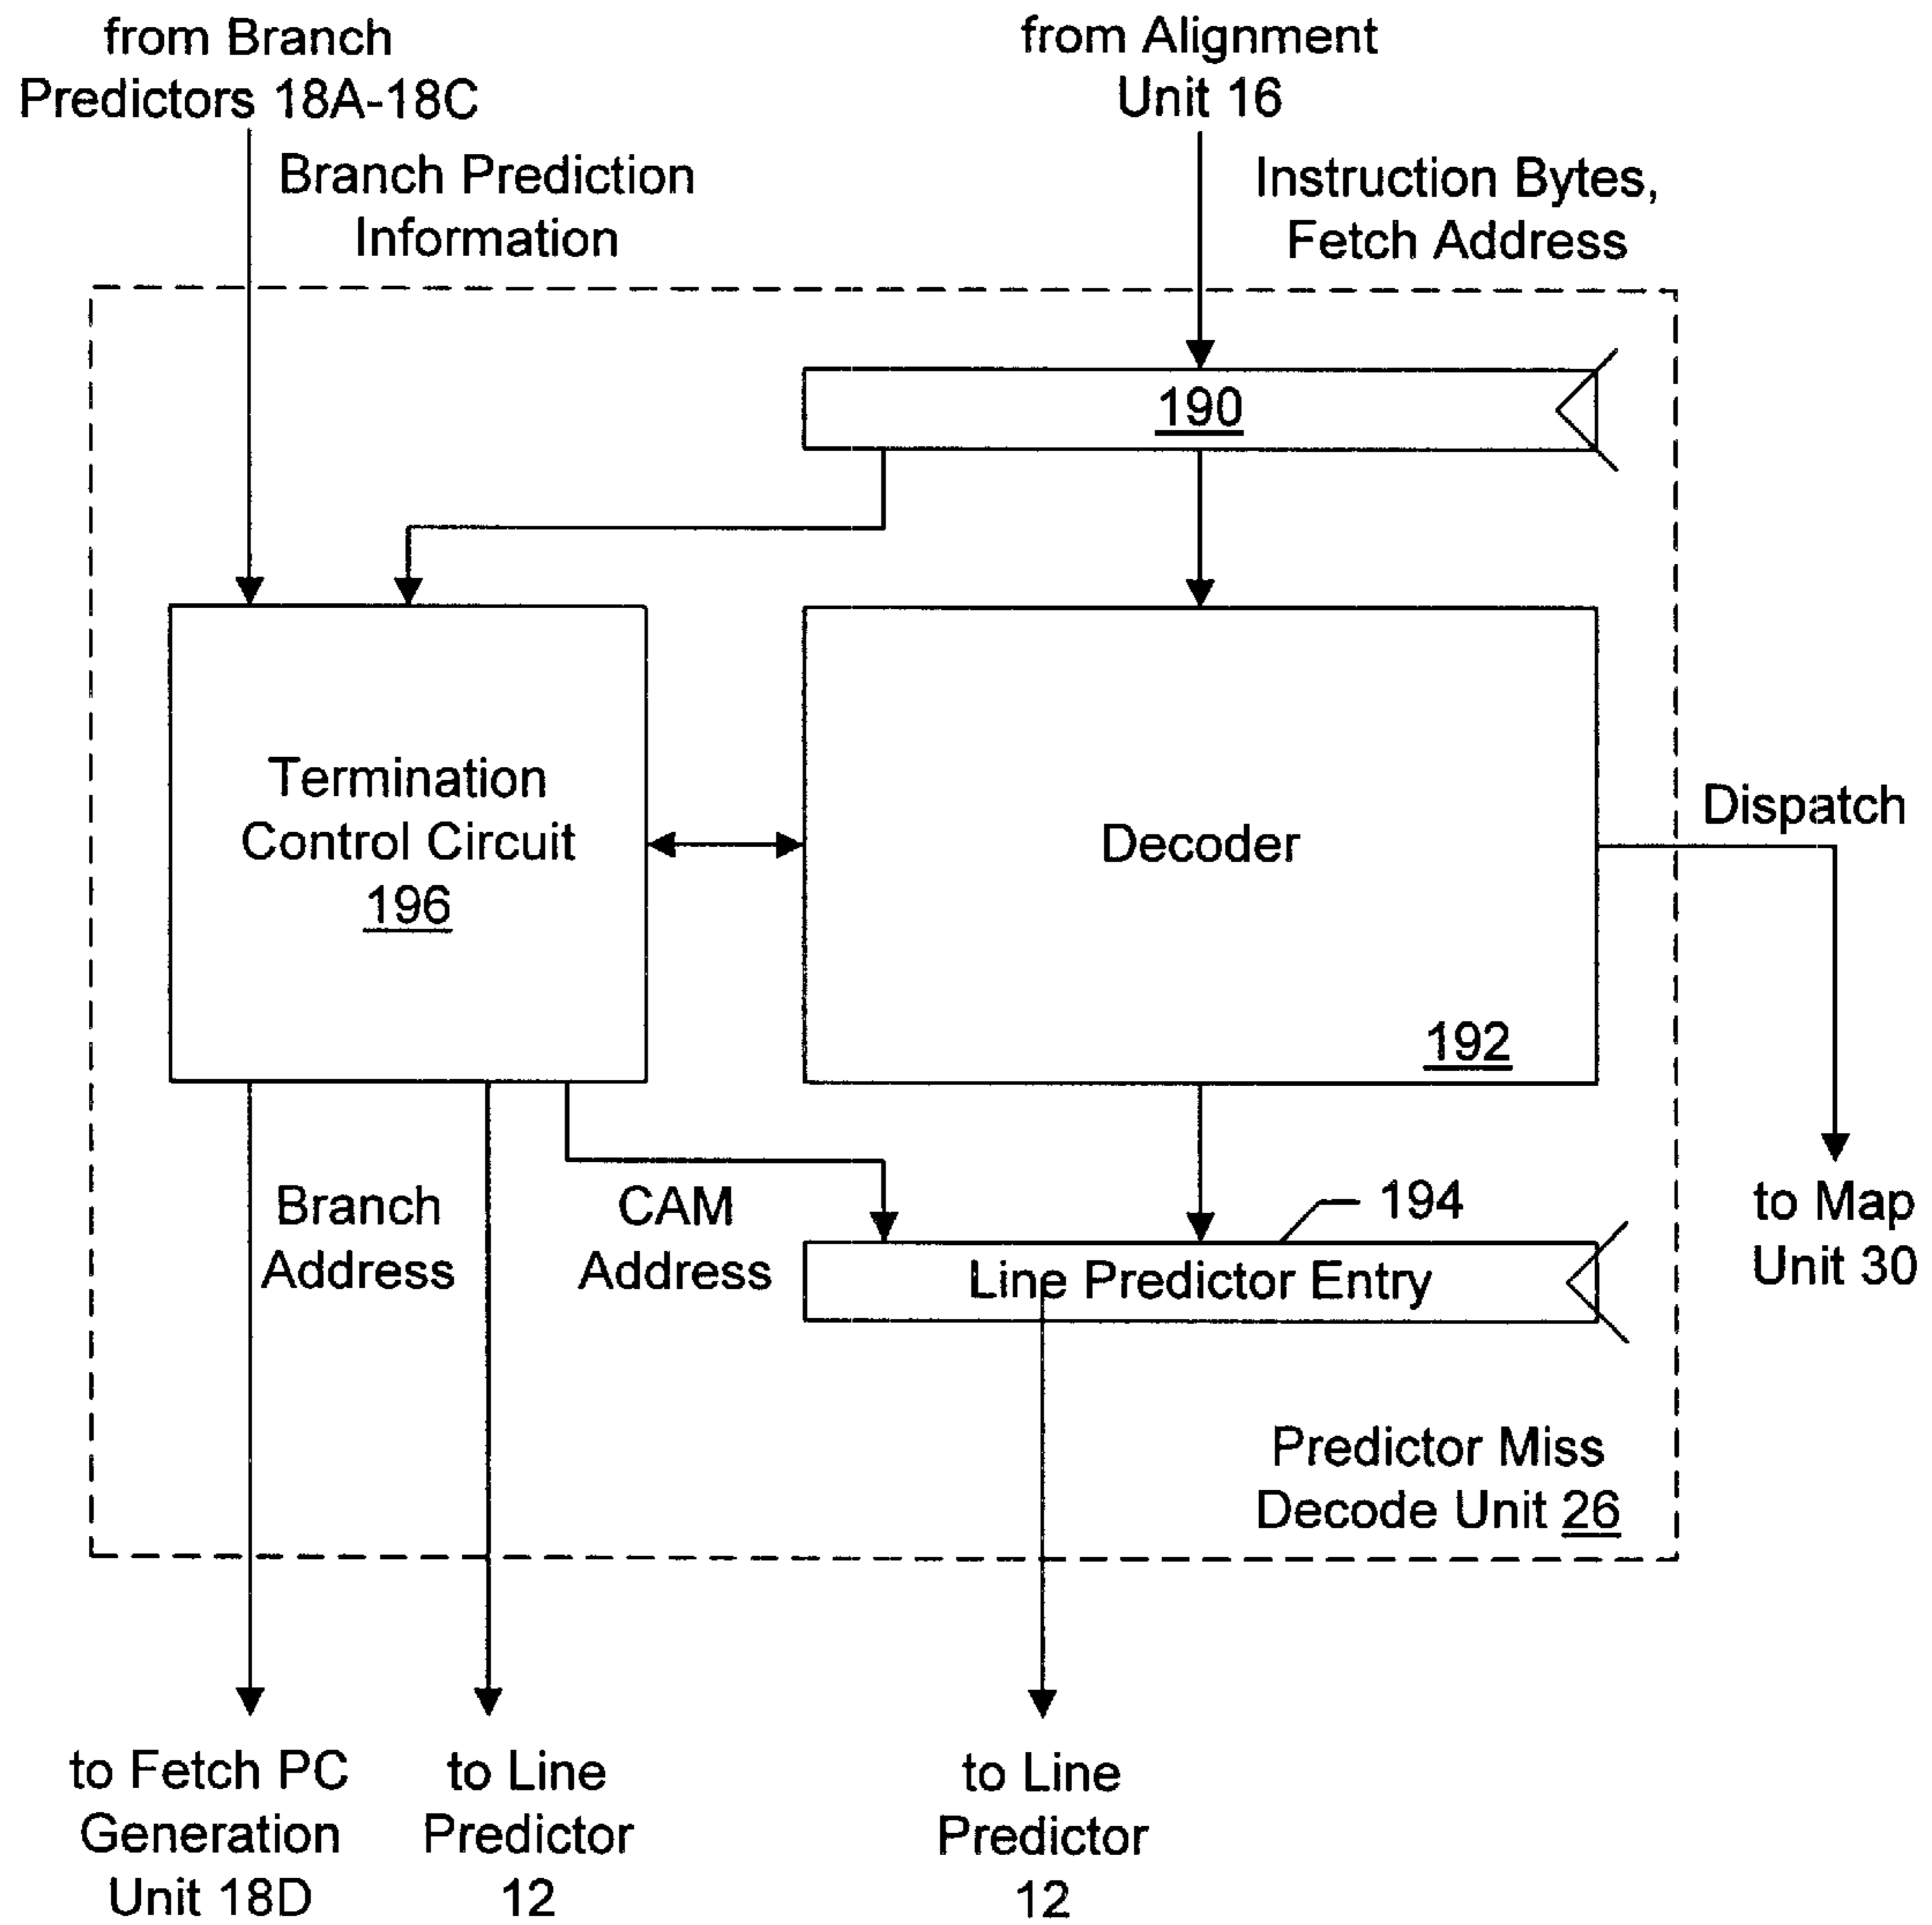 from Branch
Predictors 18A-18C
from Alignment
Unit 16
Branch Prediction
Information
Instruction Bytes,
Fetch Address
190
Termination
Control Circuit
196
Decoder
192
Dispatch
to Map
Unit 30
Branch
Address
CAM
Address
194
Line Predictor Entry
Predictor Miss
Decode Unit 26
to Fetch PC
Generation
Unit 18D
to Line
Predictor
12
to Line
Predictor
12